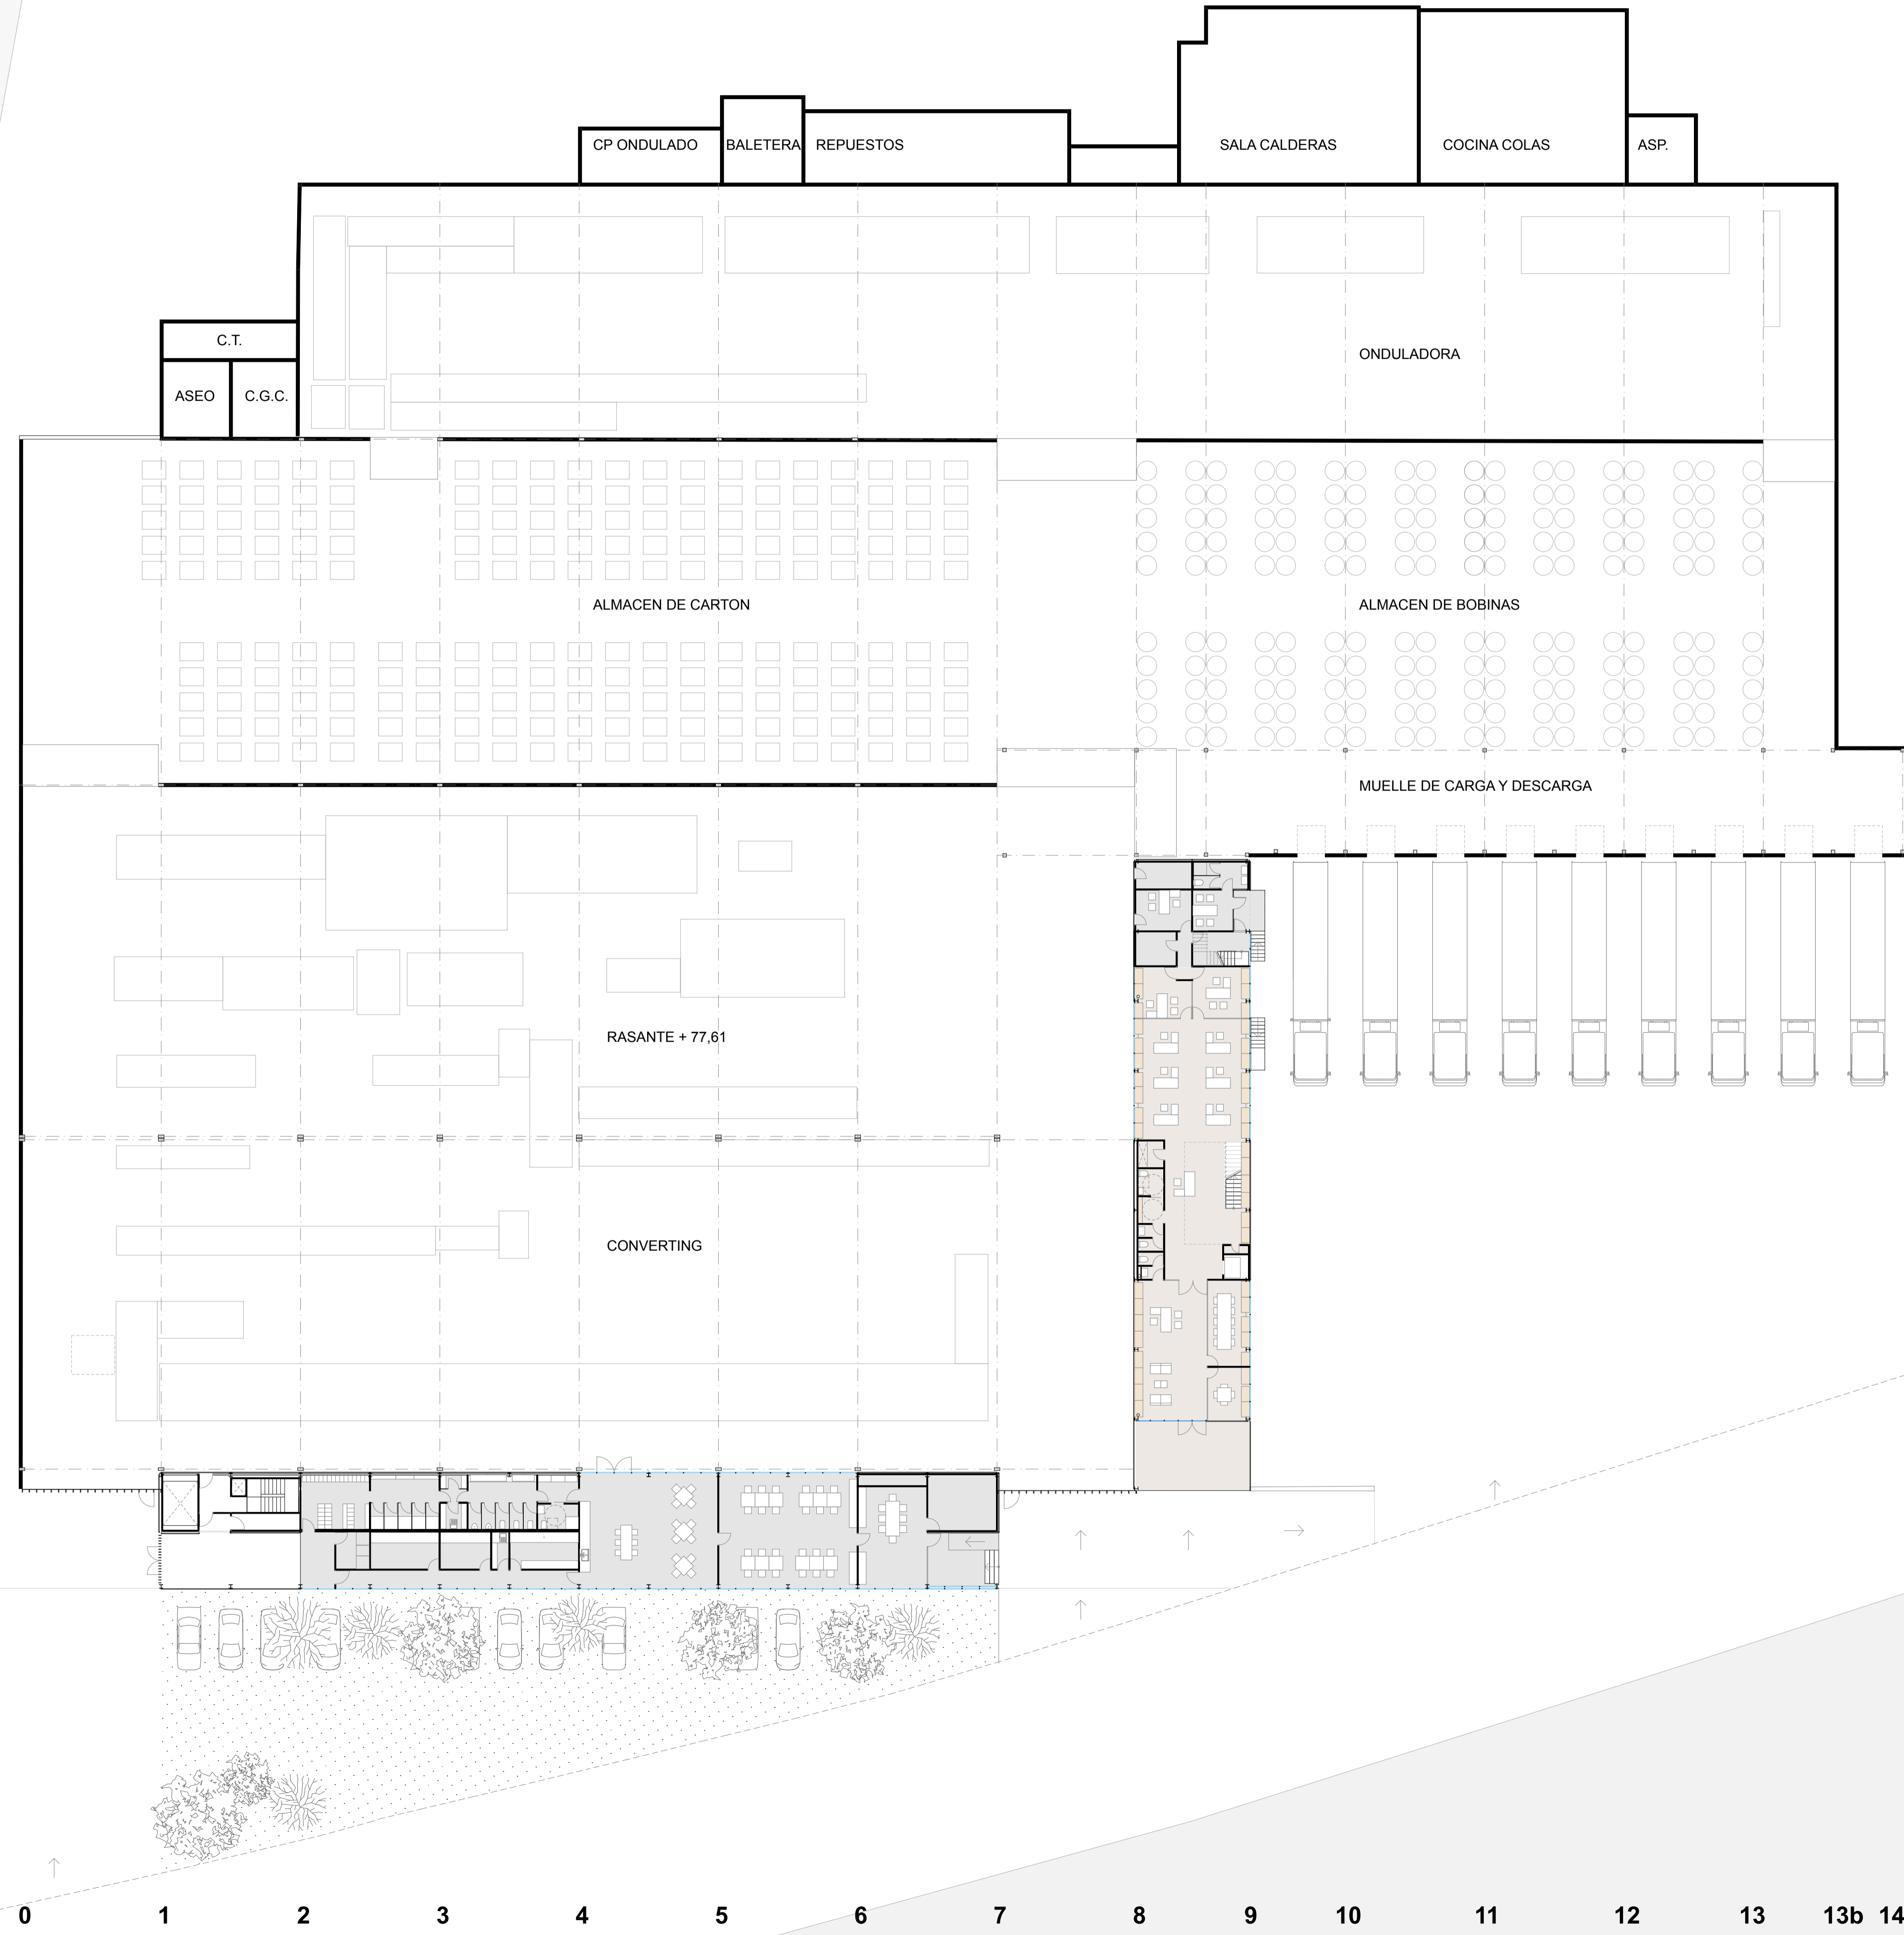 CP ONDULADO
BALETERA
REPUESTOS
SALA CALDERAS
COCINA COLAS
ASP.
C.T.
ONDULADORA
ASEO
C.G.C.
ALMACEN DE CARTON
ALMACEN DE BOBINAS
MUELLE DE CARGA Y DESCARGA
RASANTE + 77,61
CONVERTING
0 1 2 3 4 5 6 7 8 9 10 11 12 13 13b 14